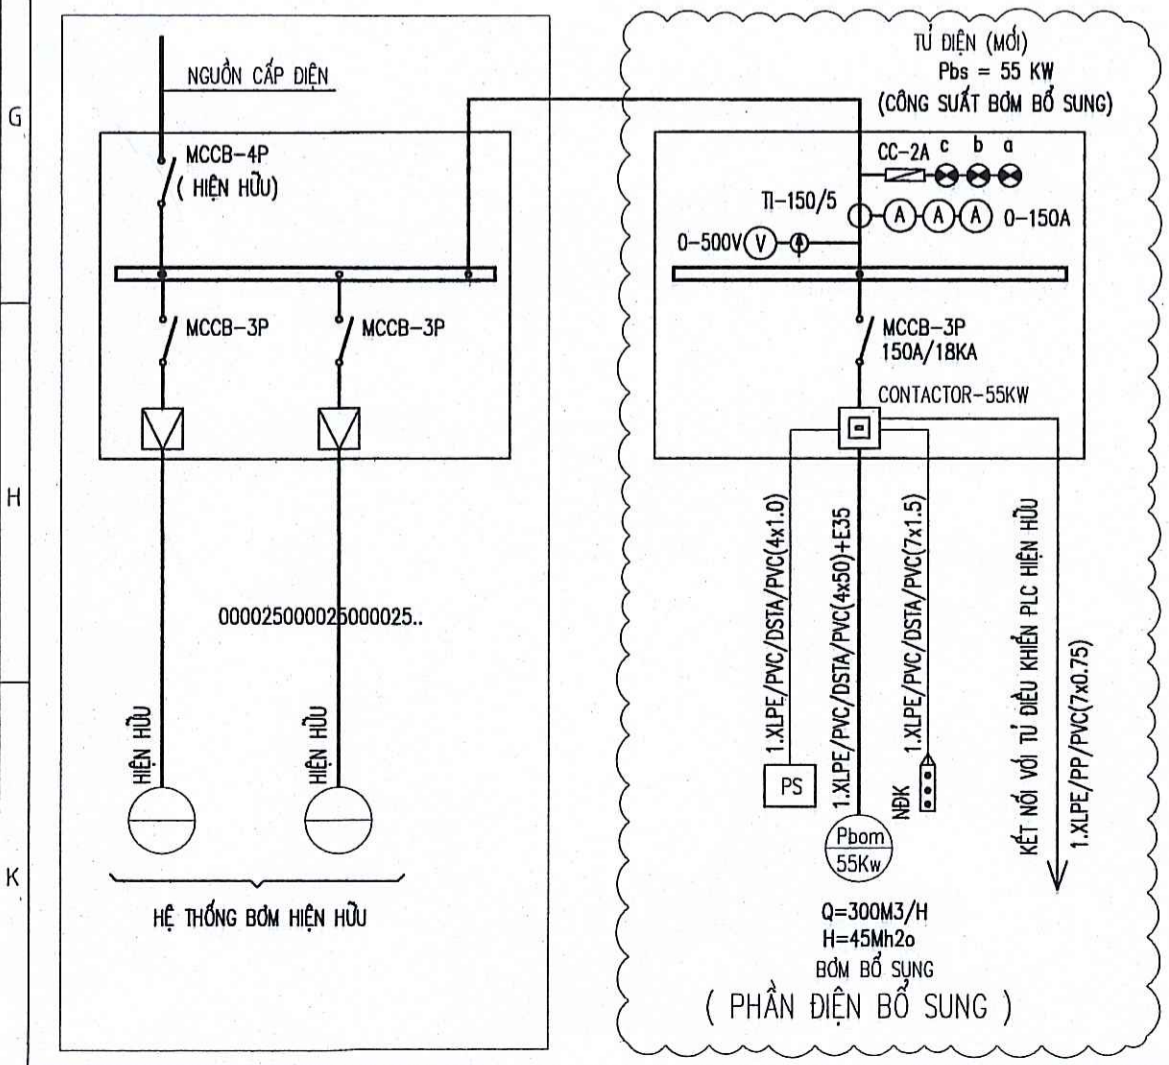 G
H
K
NGUỒN CẤP ĐIỆN
MCCB-4P
( HIỆN HỮU)
MCCB-3P
MCCB-3P
000025000025000025..
HIỆN HỮU
HIỆN HỮU
HỆ THỐNG BƠM HIỆN HỮU
TỦ ĐIỆN (MỚI)
Pbs = 55 KW
(CÔNG SUẤT BƠM BỔ SUNG)
CC-2A
c b a
TI-150/5
A A A
0-150A
0-500V
V
MCCB-3P
150A/18KA
CONTACTOR-55KW
1.XLPE/PVC/DSTA/PVC(4x1.0)
1.XLPE/PVC/DSTA/PVC(4x50)+E35
1.XLPE/PVC/DSTA/PVC(7x1.5)
KẾT NỐI VỚI TỦ ĐIỀU KHIỂN PLC HIỆN HỮU
1.XLPE/PP/PVC(7x0.75)
PS
NĐK
Pbom
55Kw
Q=300M3/H
H=45Mh2o
BƠM BỔ SUNG
( PHẦN ĐIỆN BỔ SUNG )